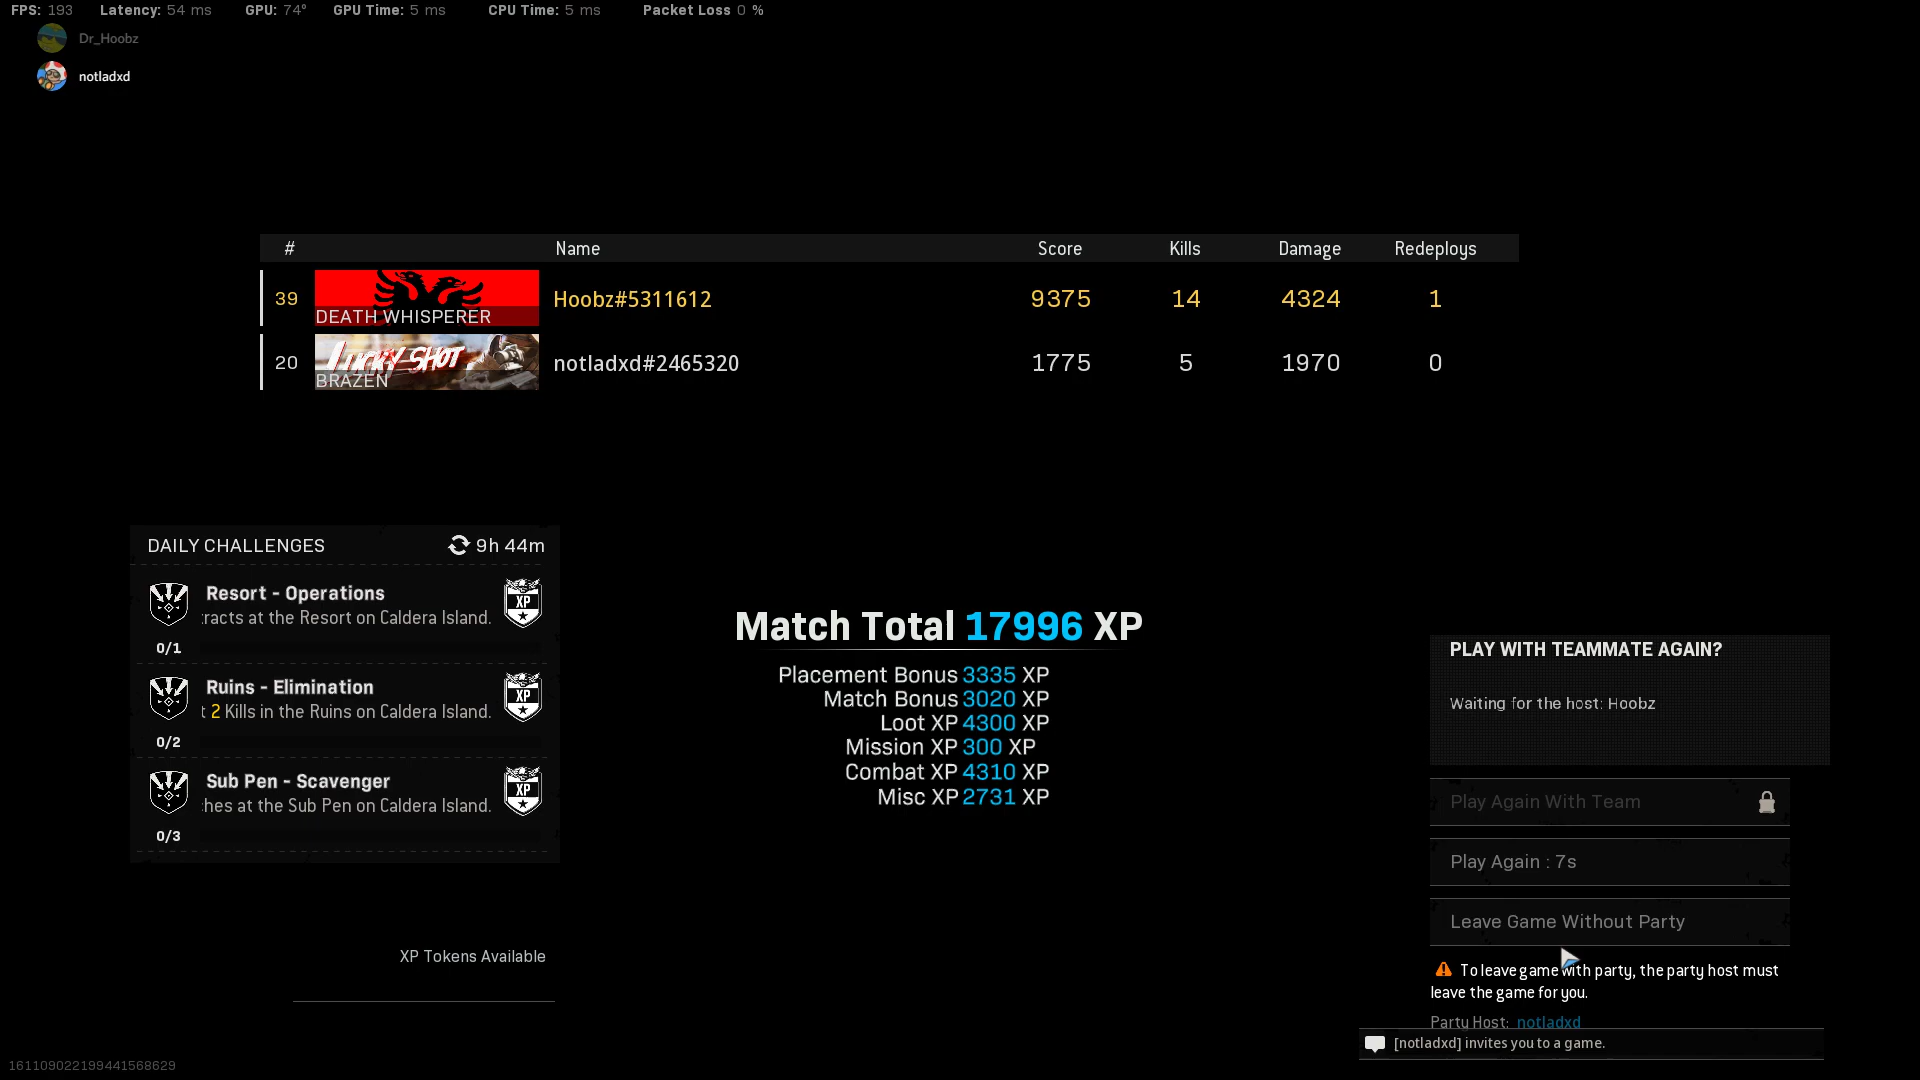 FPS: 193 Latency: 54 ms GPU: 74° GPU Time: 5 ms CPU Time: 5 ms Packet Loss 0 %
Dr_Hoobz
notladxd
# Name Score Kills Damage Redeploys
39 DEATH WHISPERER Hoobz#5311612 9375 14 4324 1
LUCKY SHOT
20 BRAZEN notladxd#2465320 1775 5 1970 0
DAILY CHALLENGES 9h 44m
Resort - Operations
racts at the Resort on Caldera Island.
XP
0/1
Ruins - Elimination
t 2 Kills in the Ruins on Caldera Island.
XP
0/2
Sub Pen - Scavenger
hes at the Sub Pen on Caldera Island.
XP
0/3
XP Tokens Available
Match Total 17996 XP
Placement Bonus 3335 XP
Match Bonus 3020 XP
Loot XP 4300 XP
Mission XP 300 XP
Combat XP 4310 XP
Misc XP 2731 XP
PLAY WITH TEAMMATE AGAIN?
Waiting for the host: Hoobz
Play Again With Team
Play Again : 7s
Leave Game Without Party
To leave game with party, the party host must
leave the game for you.
Party Host: notladxd
[notladxd] invites you to a game.
161109022199441568629